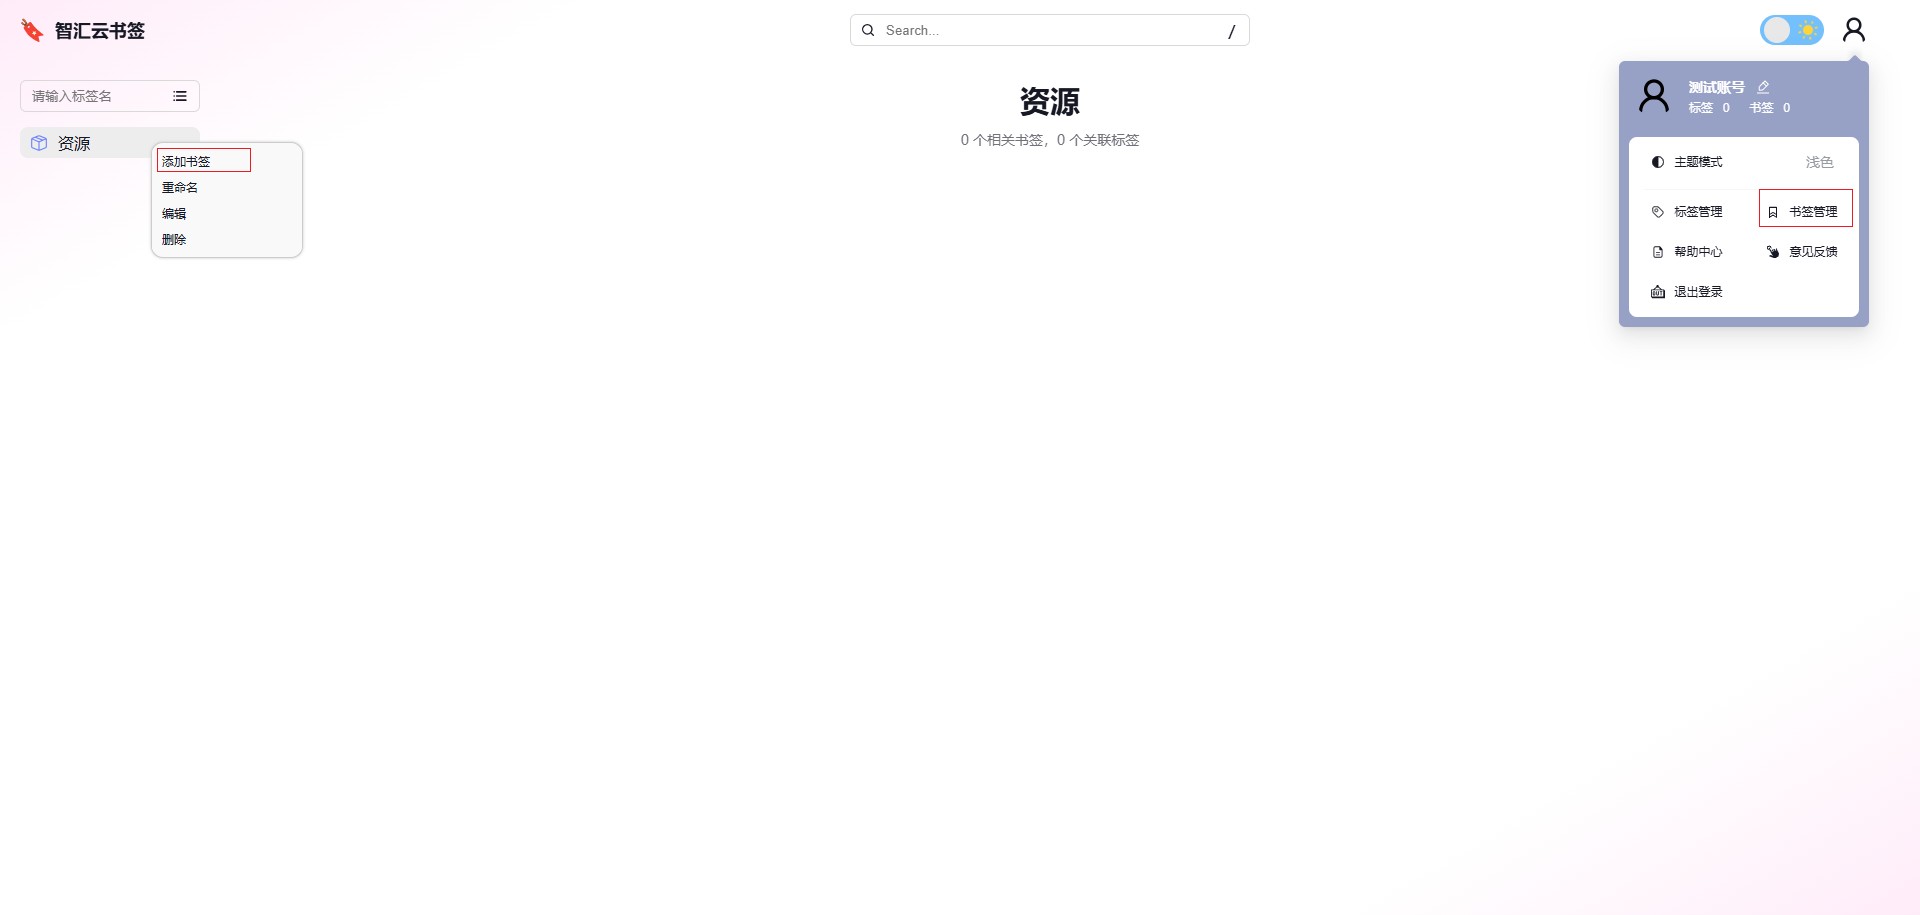 智汇云书签
Search...
/
请输入标签名
资源
添加书签
重命名
编辑
删除
资源
0 个相关书签，0 个关联标签
测试账号
标签 0 书签 0
主题模式 浅色
标签管理 书签管理
帮助中心 意见反馈
退出登录